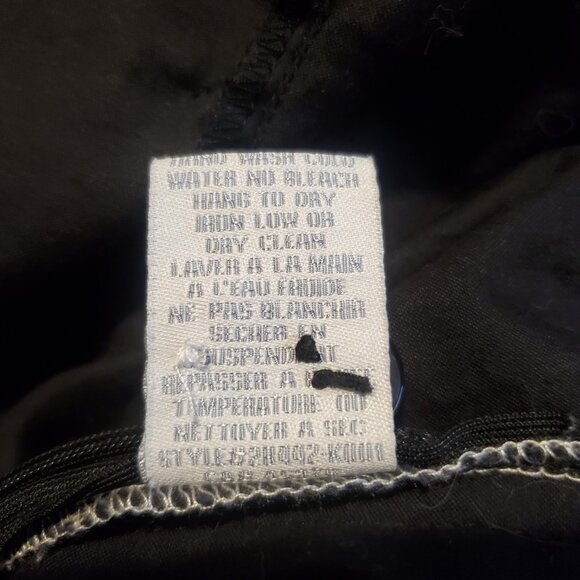 HAND WASH COLD
WATER NO BLEACH
HANG TO DRY
IRON LOW OR
DRY CLEAN
LAVER A LA MAIN
A L'EAU FROIDE
NE PAS BLANCHIR
SECHER EN
SUSPENDANT
REPASSER A
TEMPERATURE OU
NETTOYER A SEC